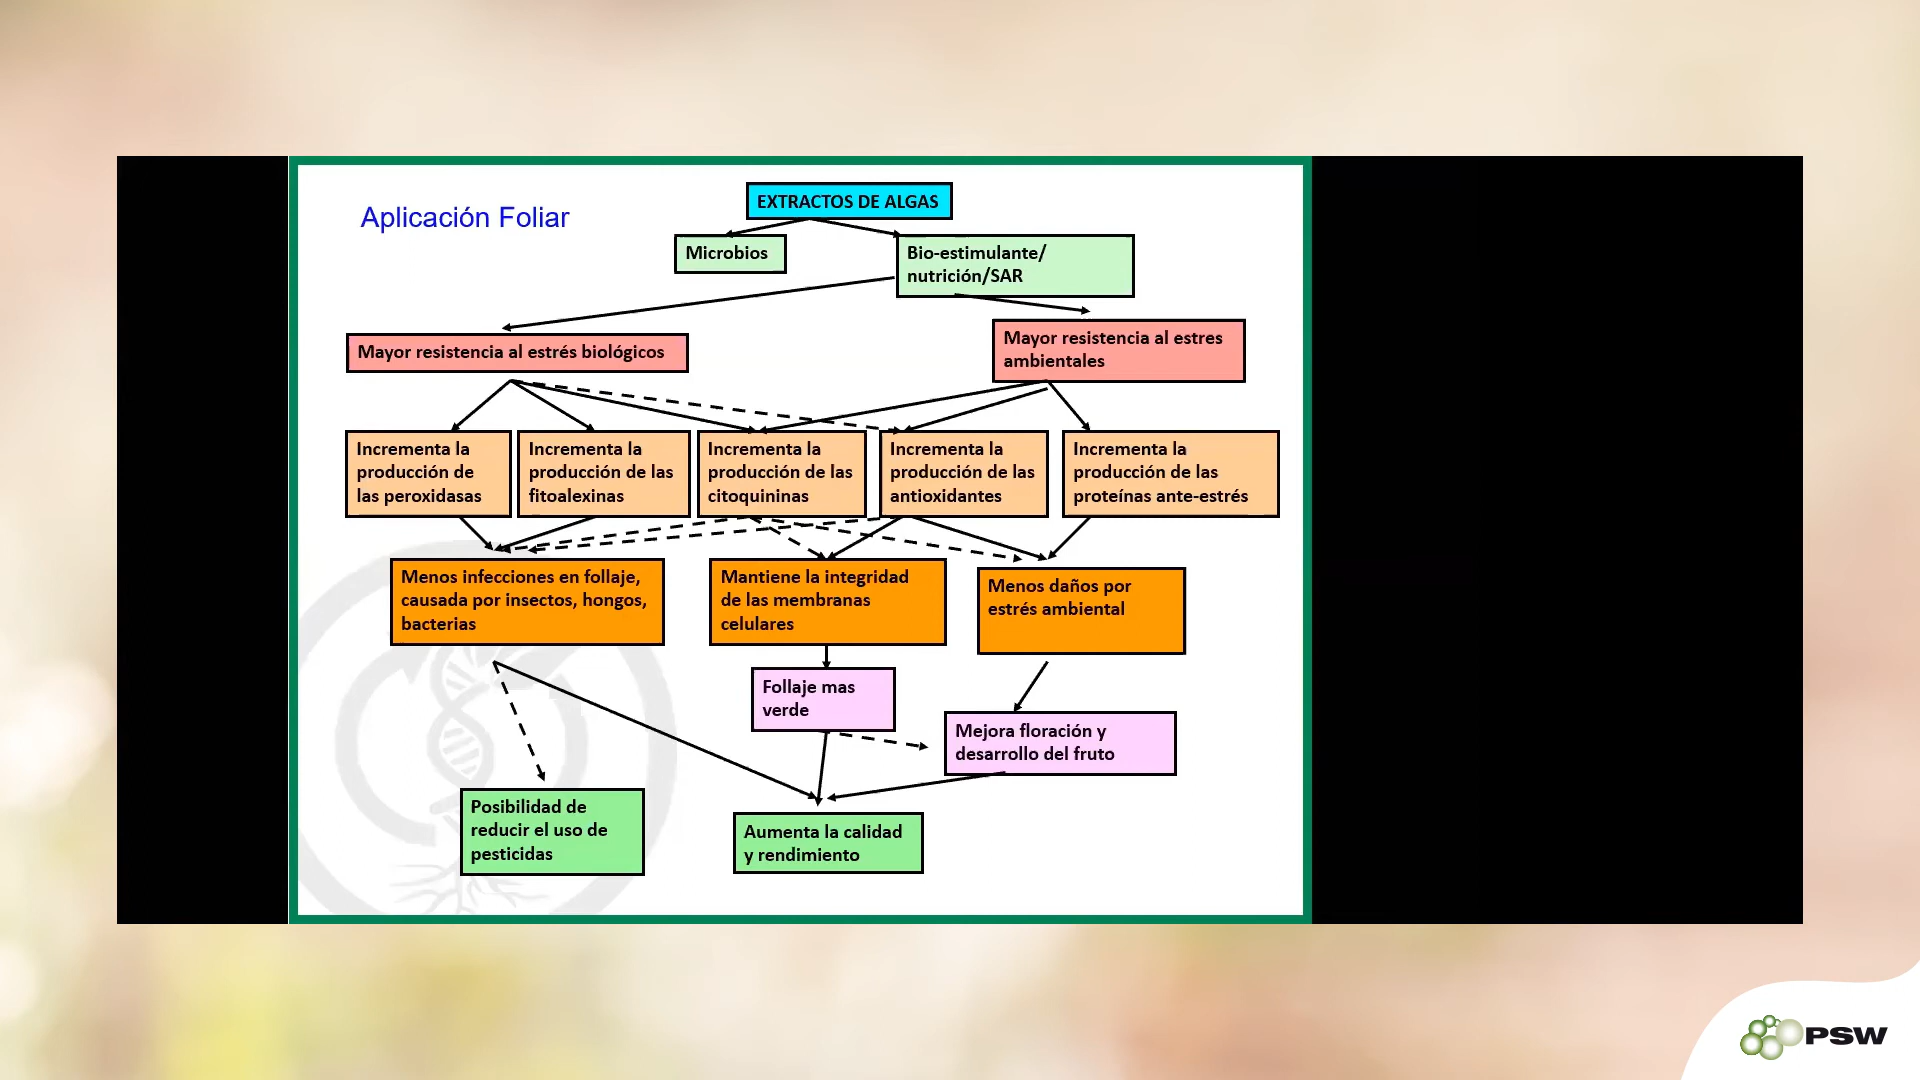 Aplicación Foliar
EXTRACTOS DE ALGAS
Microbios
Bio-estimulante/
nutrición/SAR
Mayor resistencia al estrés biológicos
Mayor resistencia al estres
ambientales
Incrementa la
producción de
las peroxidasas
Incrementa la
producción de las
fitoalexinas
Incrementa la
producción de las
citoquininas
Incrementa la
producción de las
antioxidantes
Incrementa la
producción de las
proteínas ante-estrés
Menos infecciones en follaje,
causada por insectos, hongos,
bacterias
Mantiene la integridad
de las membranas
celulares
Menos daños por
estrés ambiental
Follaje mas
verde
Mejora floración y
desarrollo del fruto
Posibilidad de
reducir el uso de
pesticidas
Aumenta la calidad
y rendimiento
PSW